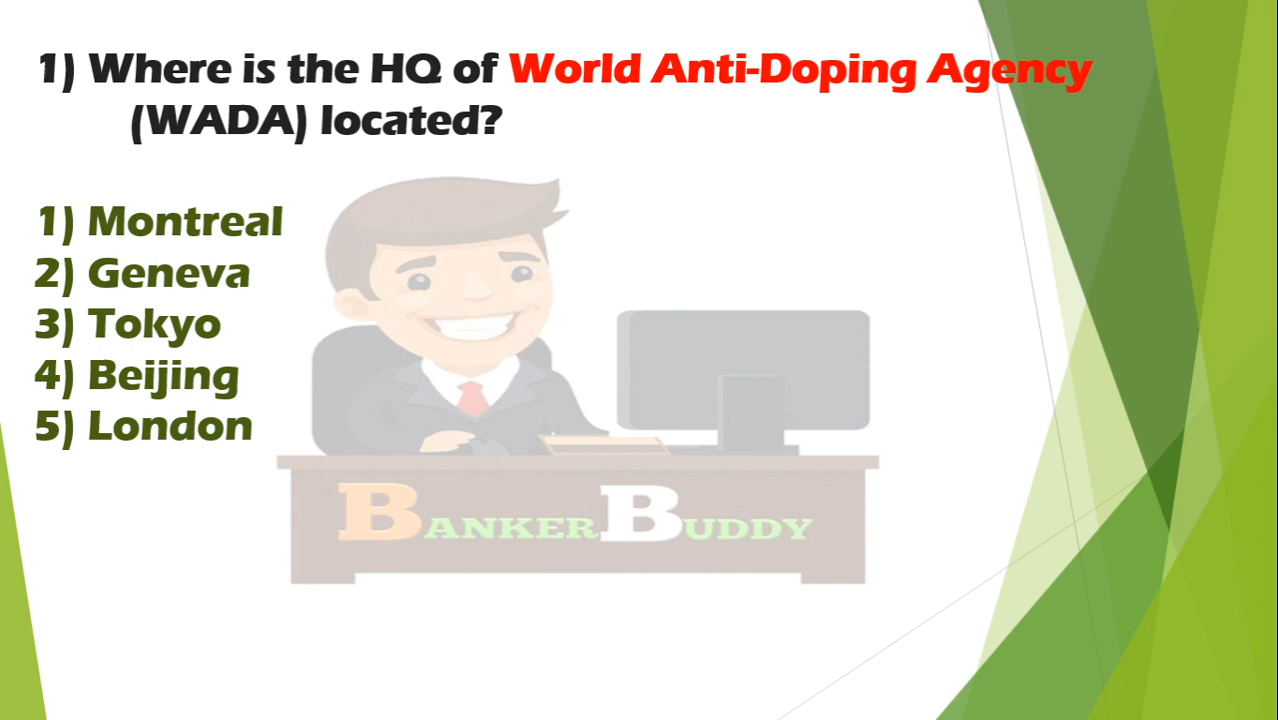 1) Where is the HQ of World Anti-Doping Agency
(WADA) located?
1) Montreal
2) Geneva
3) Tokyo
4) Beijing
5) London
BANKERBUDDY